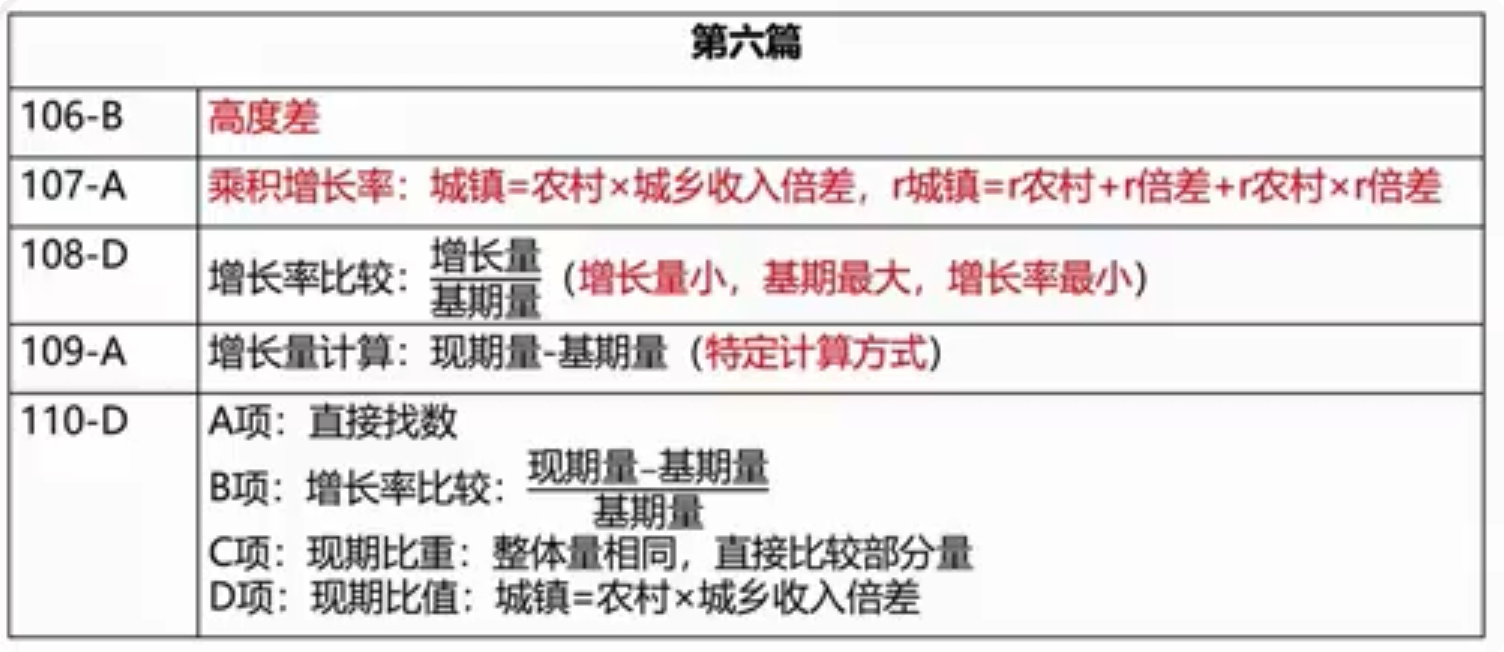 第六篇
106-B 高度差
107-A 乘积增长率：城镇=农村×城乡收入倍差，r城镇=r农村+r倍差+r农村×r倍差
108-D 增长率比较：增长量/基期量（增长量小，基期最大，增长率最小）
109-A 增长量计算：现期量-基期量（特定计算方式）
110-D A项：直接找数
B项：增长率比较：现期量-基期量/基期量
C项：现期比重：整体量相同，直接比较部分量
D项：现期比值：城镇=农村×城乡收入倍差